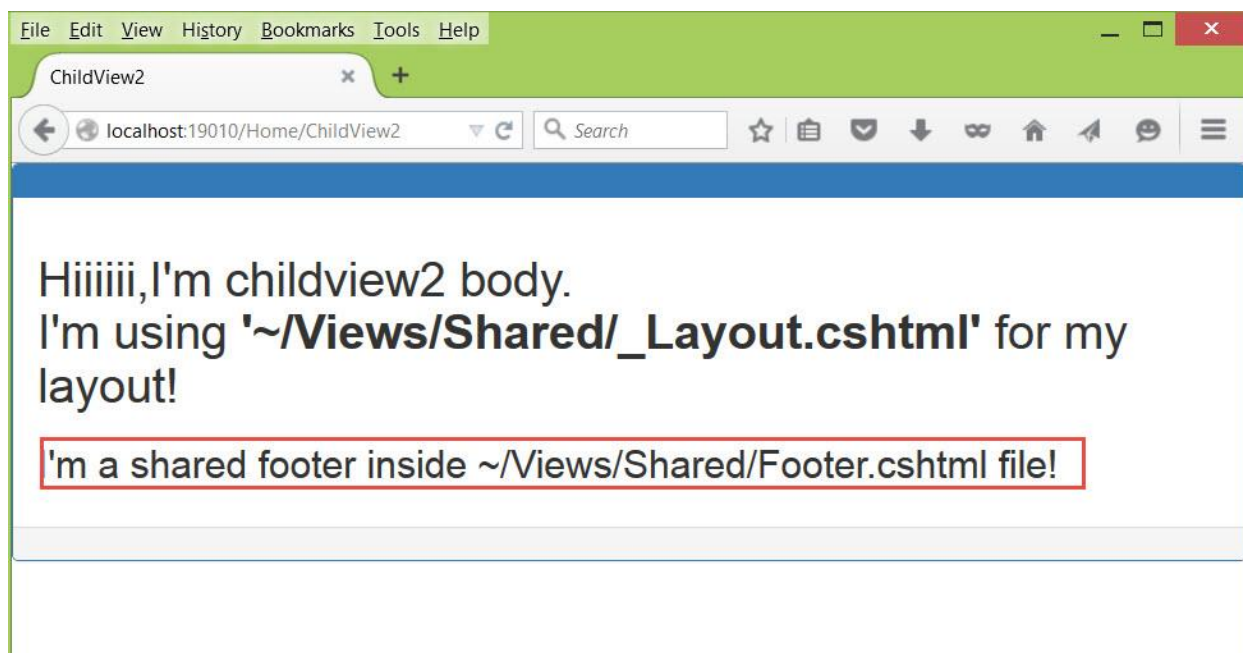 File Edit View History Bookmarks Tools Help
ChildView2
localhost:19010/Home/ChildView2 Search
Hiiiiii,I'm childview2 body.
I'm using '~/Views/Shared/_Layout.cshtml' for my
layout!
I'm a shared footer inside ~/Views/Shared/Footer.cshtml file!